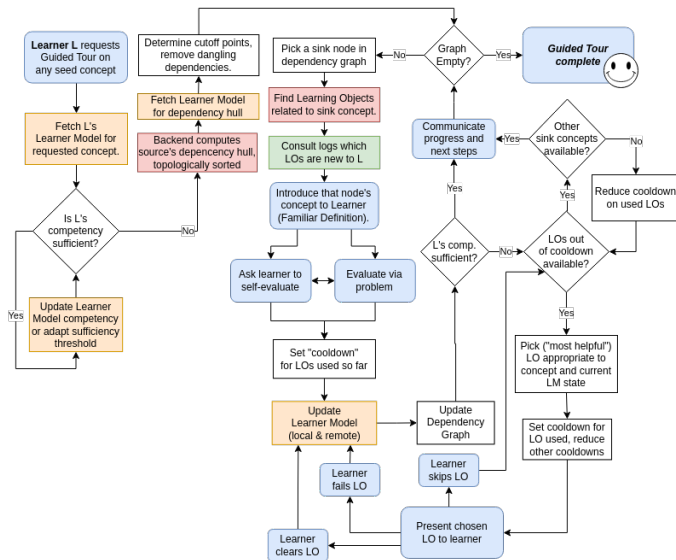 Learner L requests
Guided Tour on
any seed concept
Fetch L's
Learner Model for
requested concept.
Is L's
competency
sufficient?
Yes
No
Update Learner
Model competency
or adapt sufficiency
threshold
Determine cutoff points,
remove dangling
dependencies.
Fetch Learner Model
for dependency hull
Backend computes
source's depencency hull,
topologically sorted
Pick a sink node in
dependency graph
No
Graph
Empty?
Yes
Guided Tour
complete
Find Learning Objects
related to sink concept.
Consult logs which
LOs are new to L
Introduce that node's
concept to Learner
(Familiar Definition).
Ask learner to
self-evaluate
Evaluate via
problem
Set "cooldown"
for LOs used so far
Update
Learner Model
(local & remote)
Update
Dependency
Graph
Communicate
progress and
next steps
Yes
Other
sink concepts
available?
No
Yes
L's comp.
sufficient?
No
Yes
LOs out
of cooldown
available?
Reduce cooldown
on used LOs
Yes
Pick ("most helpful")
LO appropriate to
concept and current
LM state
Set cooldown for
LO used, reduce
other cooldowns
Learner
fails LO
Learner
skips LO
Learner
clears LO
Present chosen
LO to learner